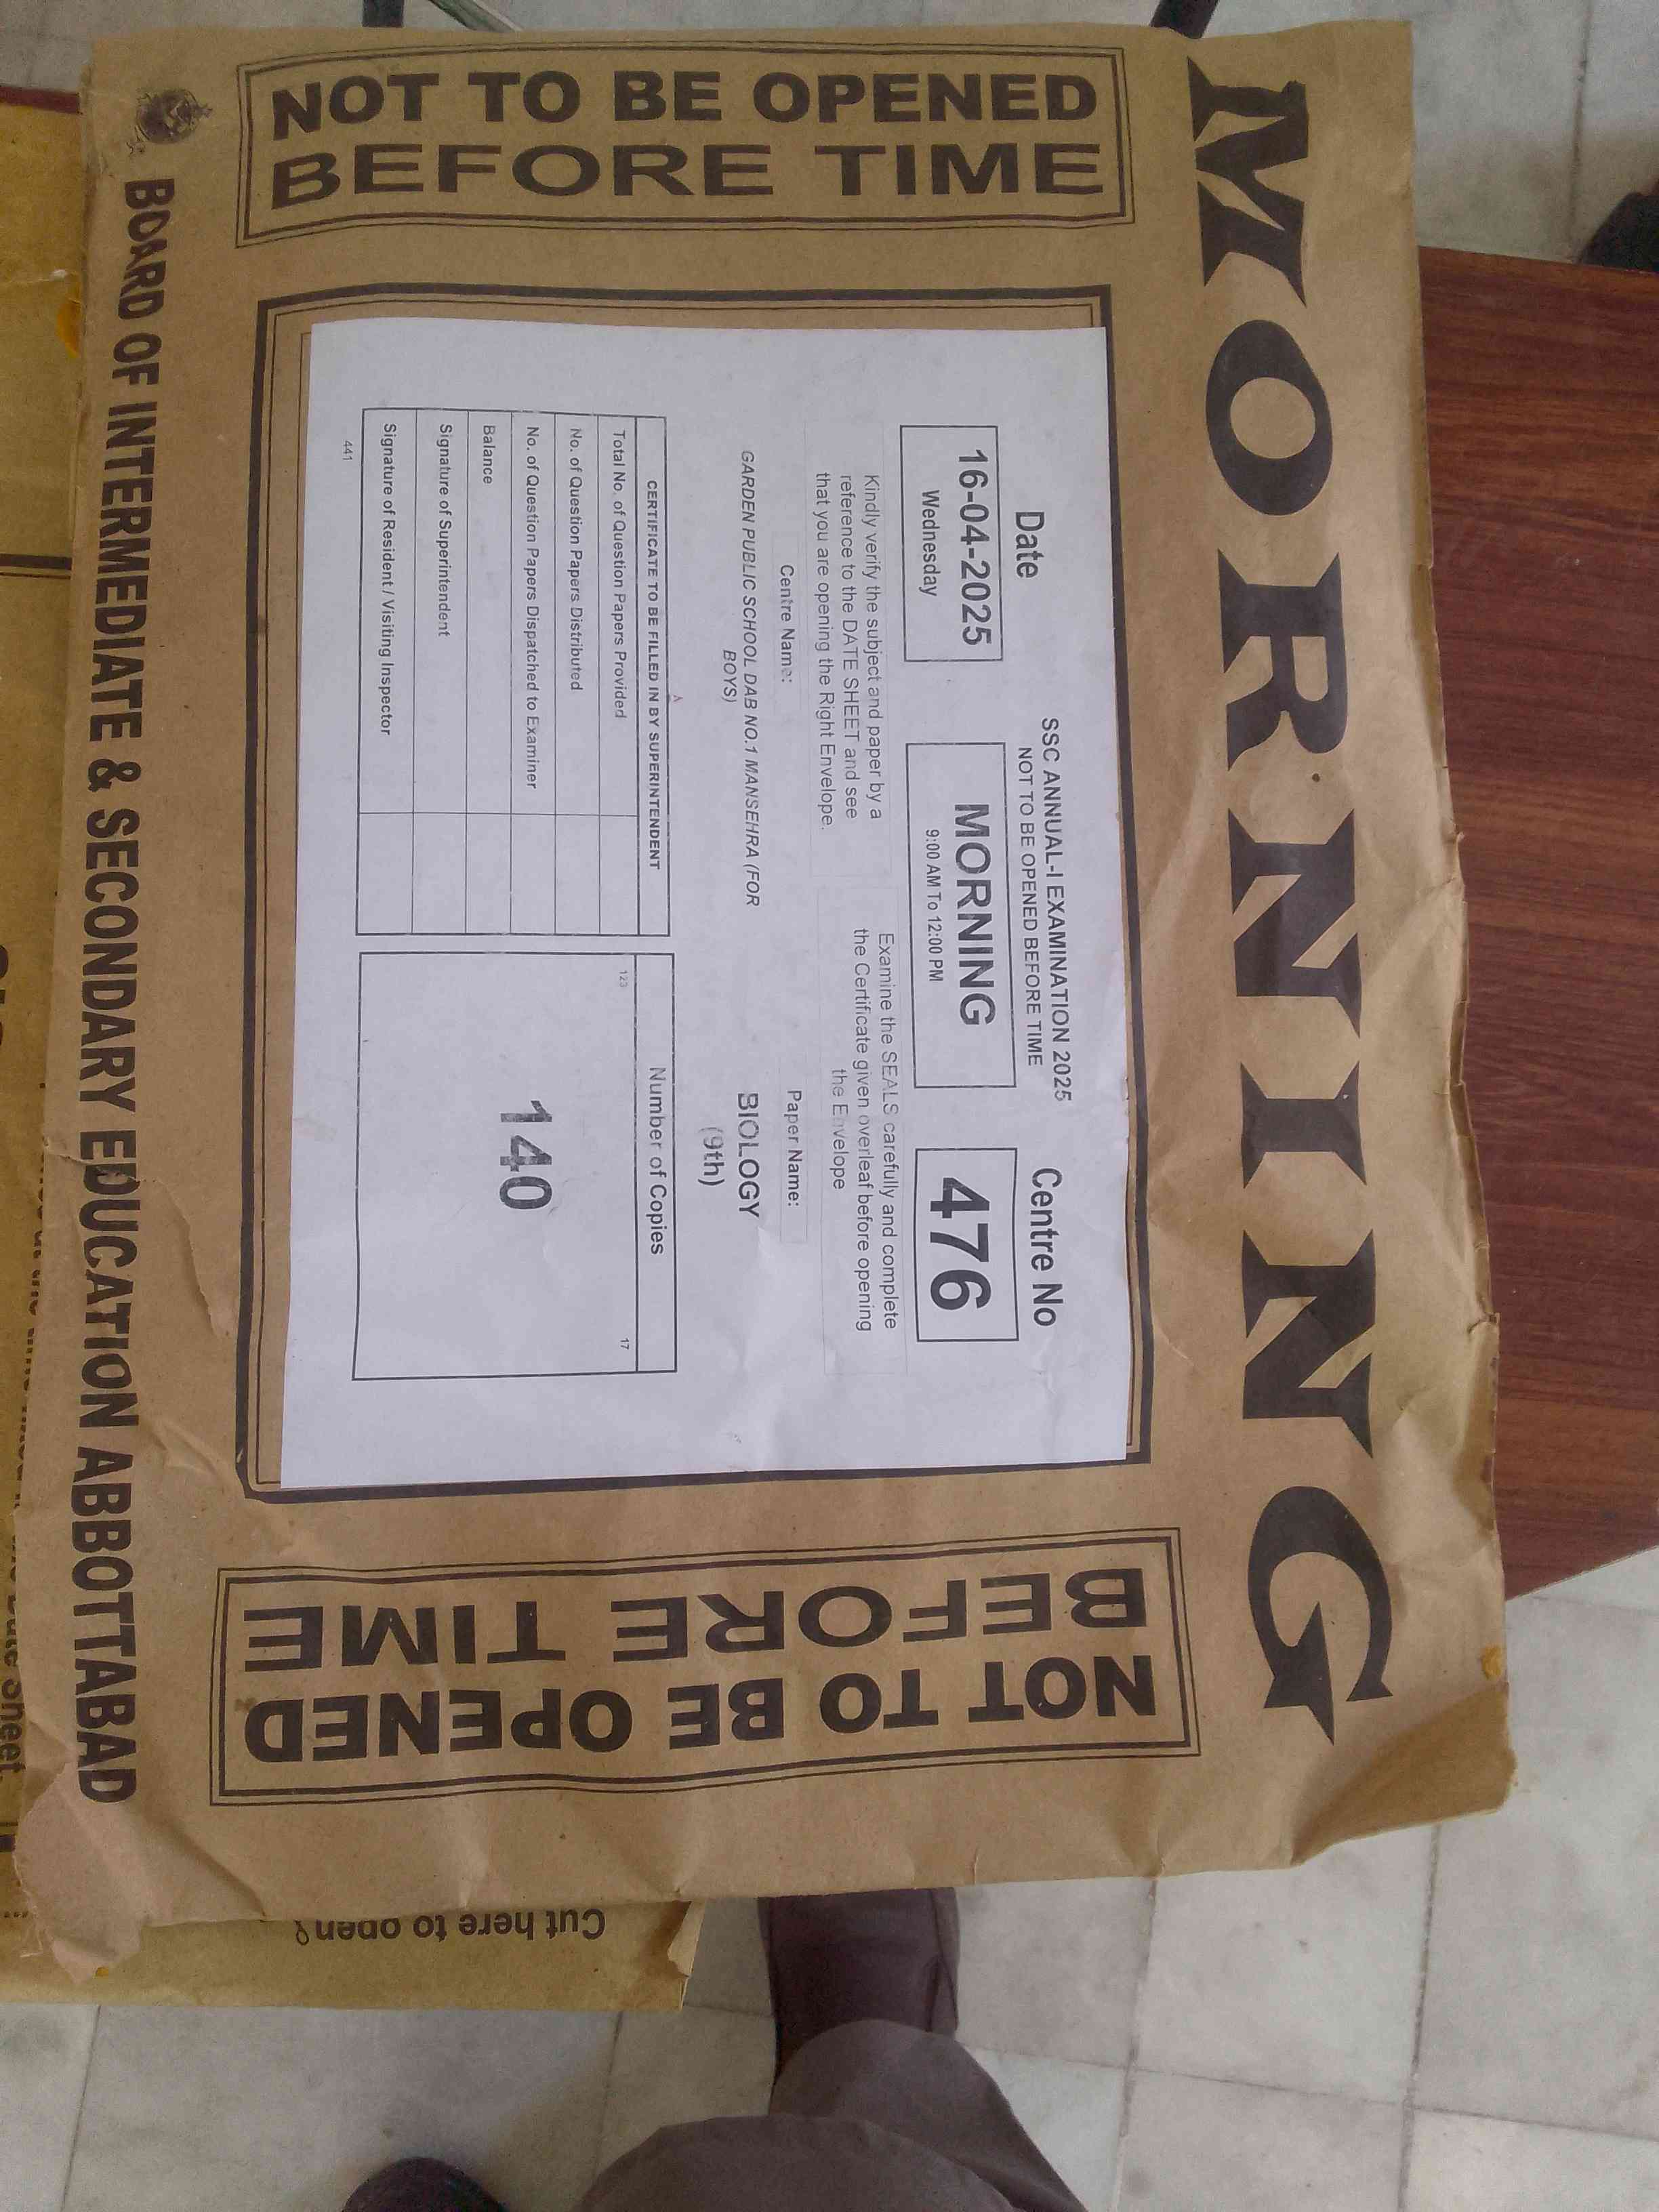 MORNING
NOT TO BE OPENED
BEFORE TIME
SSC ANNUAL-I EXAMINATION 2025
NOT TO BE OPENED BEFORE TIME
Date
16-04-2025
Wednesday
MORNING
9:00 AM To 12:00 PM
Centre No
476
Kindly verify the subject and paper by a
reference to the DATE SHEET and see
that you are opening the Right Envelope.
Examine the SEALS carefully and complete
the Certificate given overleaf before opening
the Envelope
Centre Name:
GARDEN PUBLIC SCHOOL DAB NO.1 MANSEHRA (FOR
BOYS)
Paper Name:
BIOLOGY
(9th)
CERTIFICATE TO BE FILLED IN BY SUPERINTENDENT
Total No. of Question Papers Provided
No. of Question Papers Distributed
No. of Question Papers Dispatched to Examiner
Balance
Signature of Superintendent
Signature of Resident / Visiting Inspector
441
Number of Copies
123
17
140
NOT TO BE OPENED
BEFORE TIME
BOARD OF INTERMEDIATE & SECONDARY EDUCATION ABBOTTABAD
Cut here to open